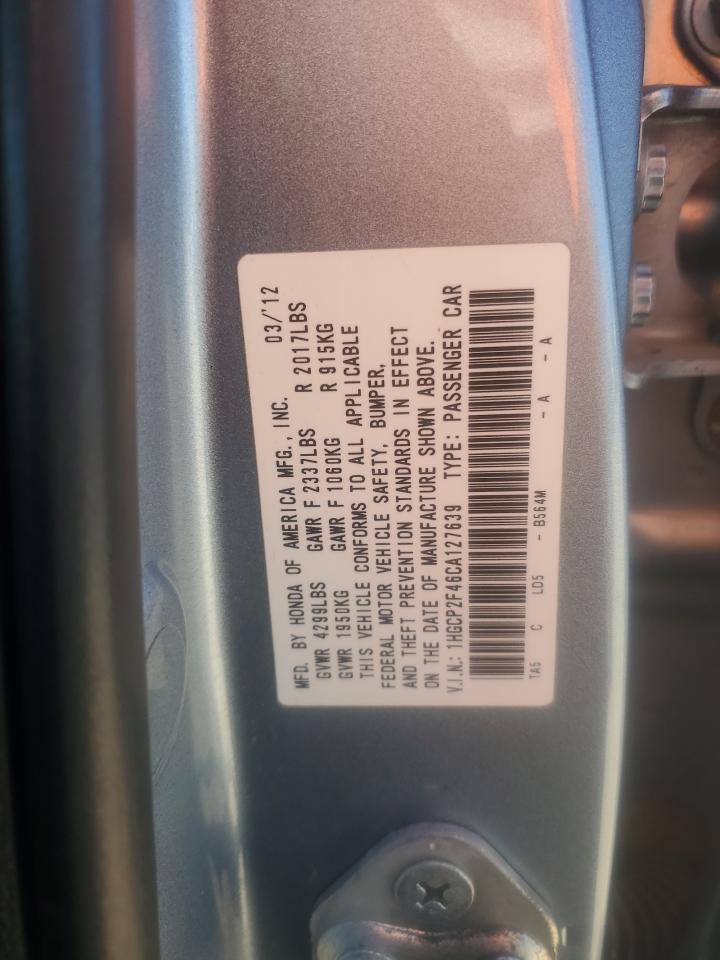 MFD. BY HONDA OF AMERICA MFG., INC. 03/'12
GVWR 4299LBS GAWR F 2337LBS R 2017LBS
GVWR 1950KG GAWR F 1060KG R 915KG
THIS VEHICLE CONFORMS TO ALL APPLICABLE
FEDERAL MOTOR VEHICLE SAFETY, BUMPER,
AND THEFT PREVENTION STANDARDS IN EFFECT
ON THE DATE OF MANUFACTURE SHOWN ABOVE.
V.I.N.: 1HGCP2F46CA127639 TYPE: PASSENGER CAR
TA5 C LD5 - B564M - A - A